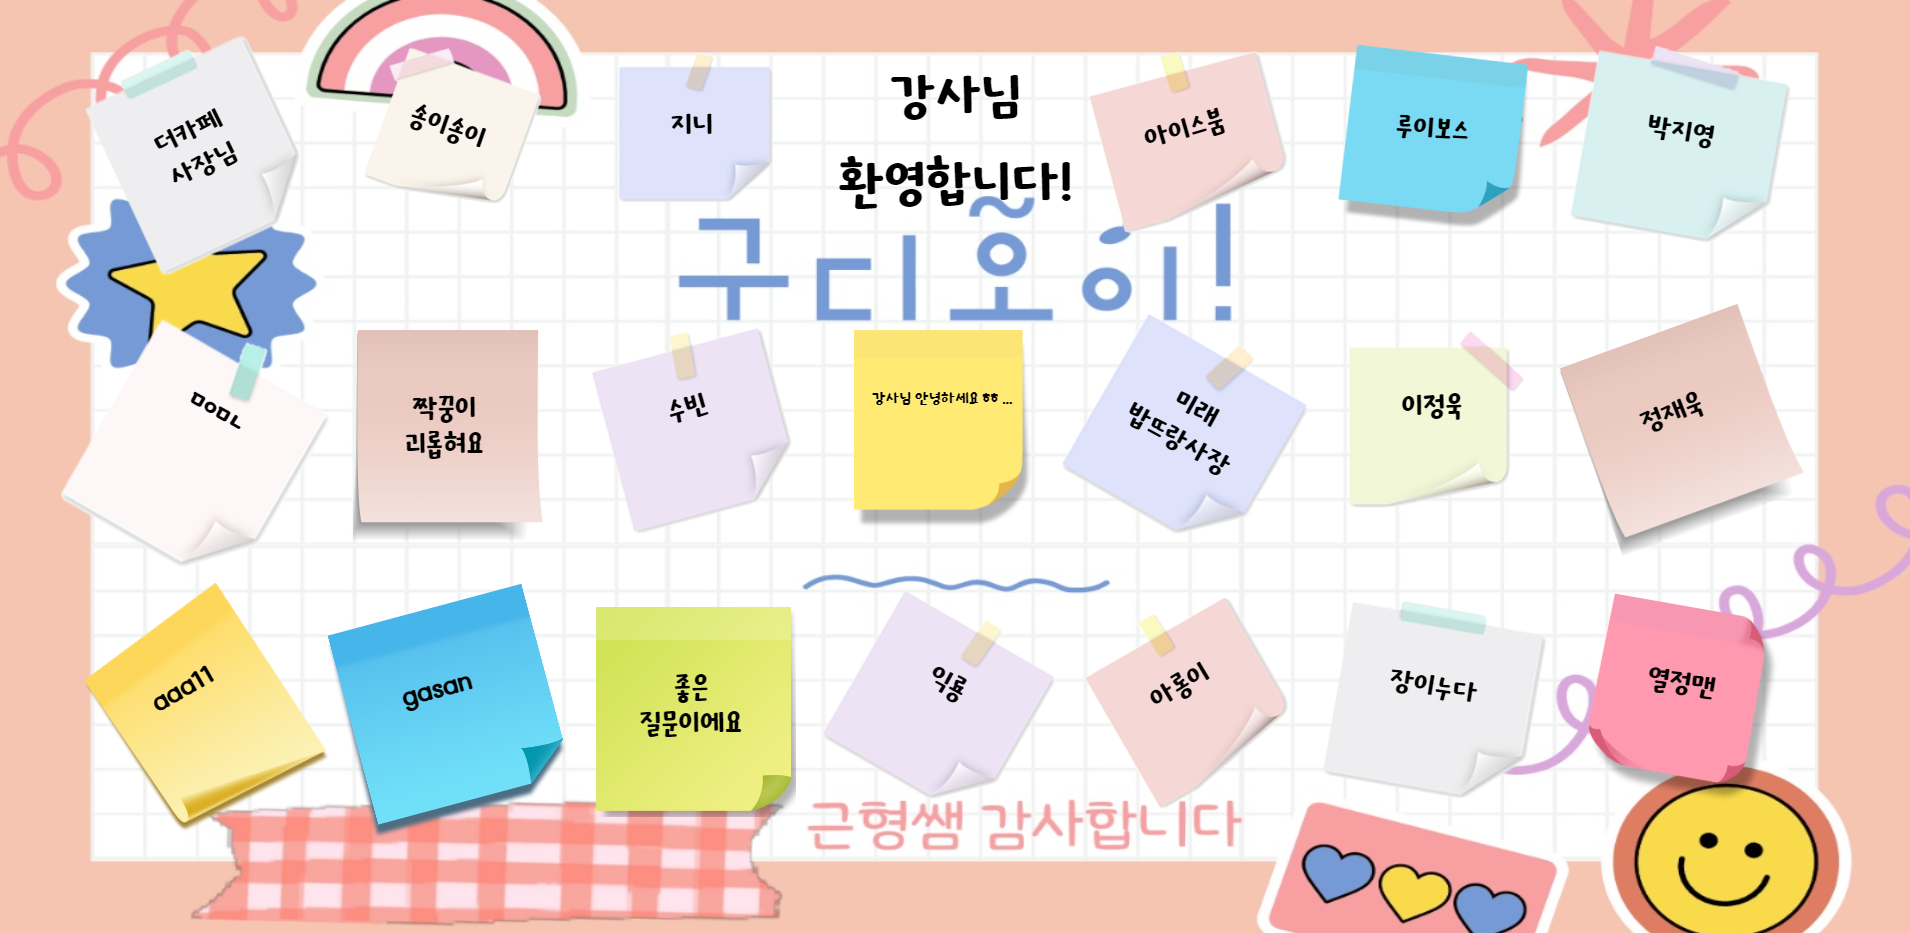 강사님
환영합니다!
구디오이!
더카페
사장님
송이송이
지니
아이스붐
루이보스
박지영
ㅁㅇㅁㄴ
짝꿍이
괴롭혀요
수빈
강사님 안녕하세요 ㅎㅎ ...
미래
밥뜨랑사장
이정욱
정재욱
aaa11
gasan
좋은
질문이에요
익룡
아롱이
장이누다
열정맨
근형쌤 감사합니다